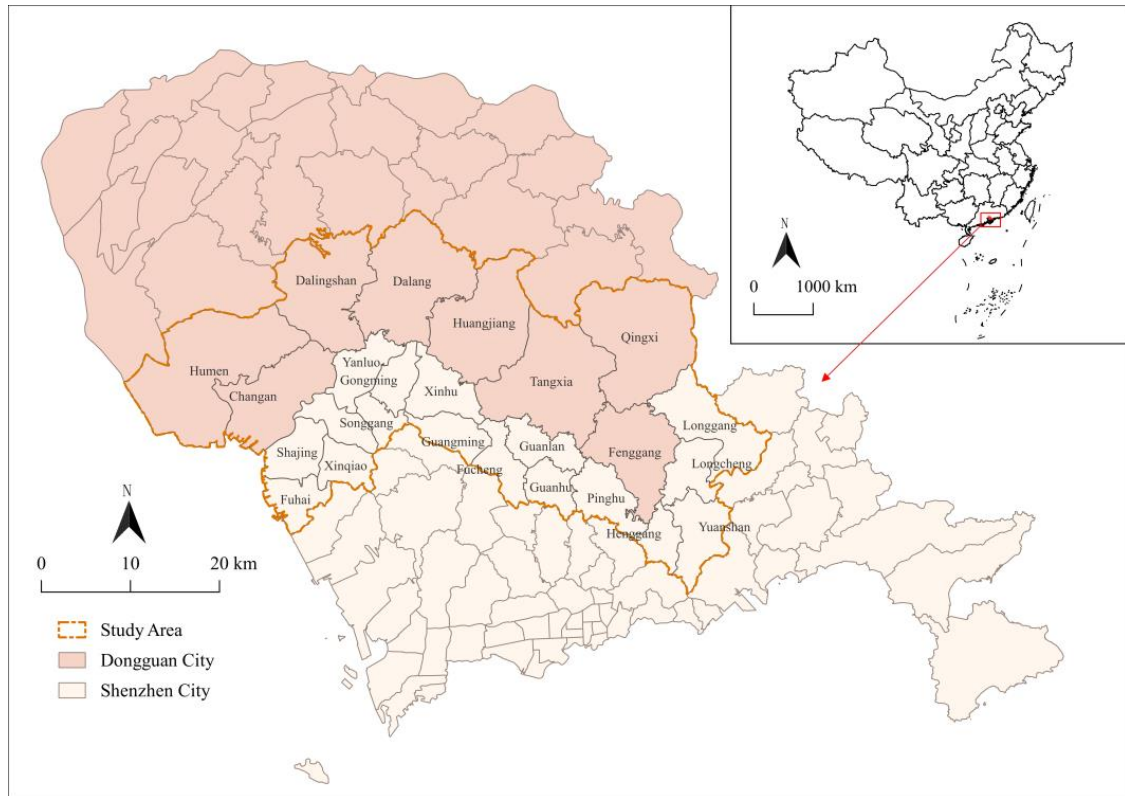 N
0 1000 km
Dalingshan
Dalang
Huangjiang
Qingxi
Humen
Changan
Yanluo
Gongming
Xinhu
Tangxia
Songgang
Guangming
Guanlan
Fenggang
Longgang
Shajing
Xinqiao
Fucheng
Longcheng
Fuhai
Guanhu
Pinghu
Henggang
Yuanshan
N
0 10 20 km
Study Area
Dongguan City
Shenzhen City